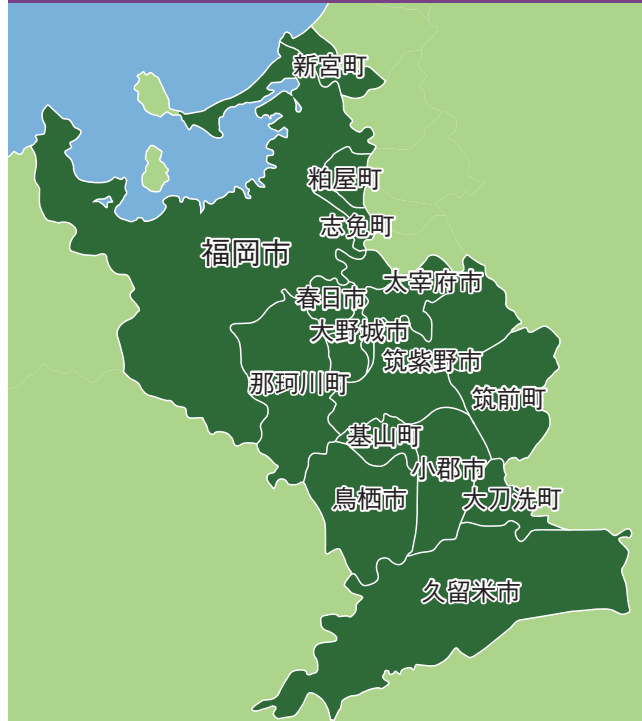 新宮町
粕屋町
志免町
福岡市
太宰府市
春日市
大野城市
筑紫野市
那珂川町
筑前町
基山町
小郡市
鳥栖市
大刀洗町
久留米市